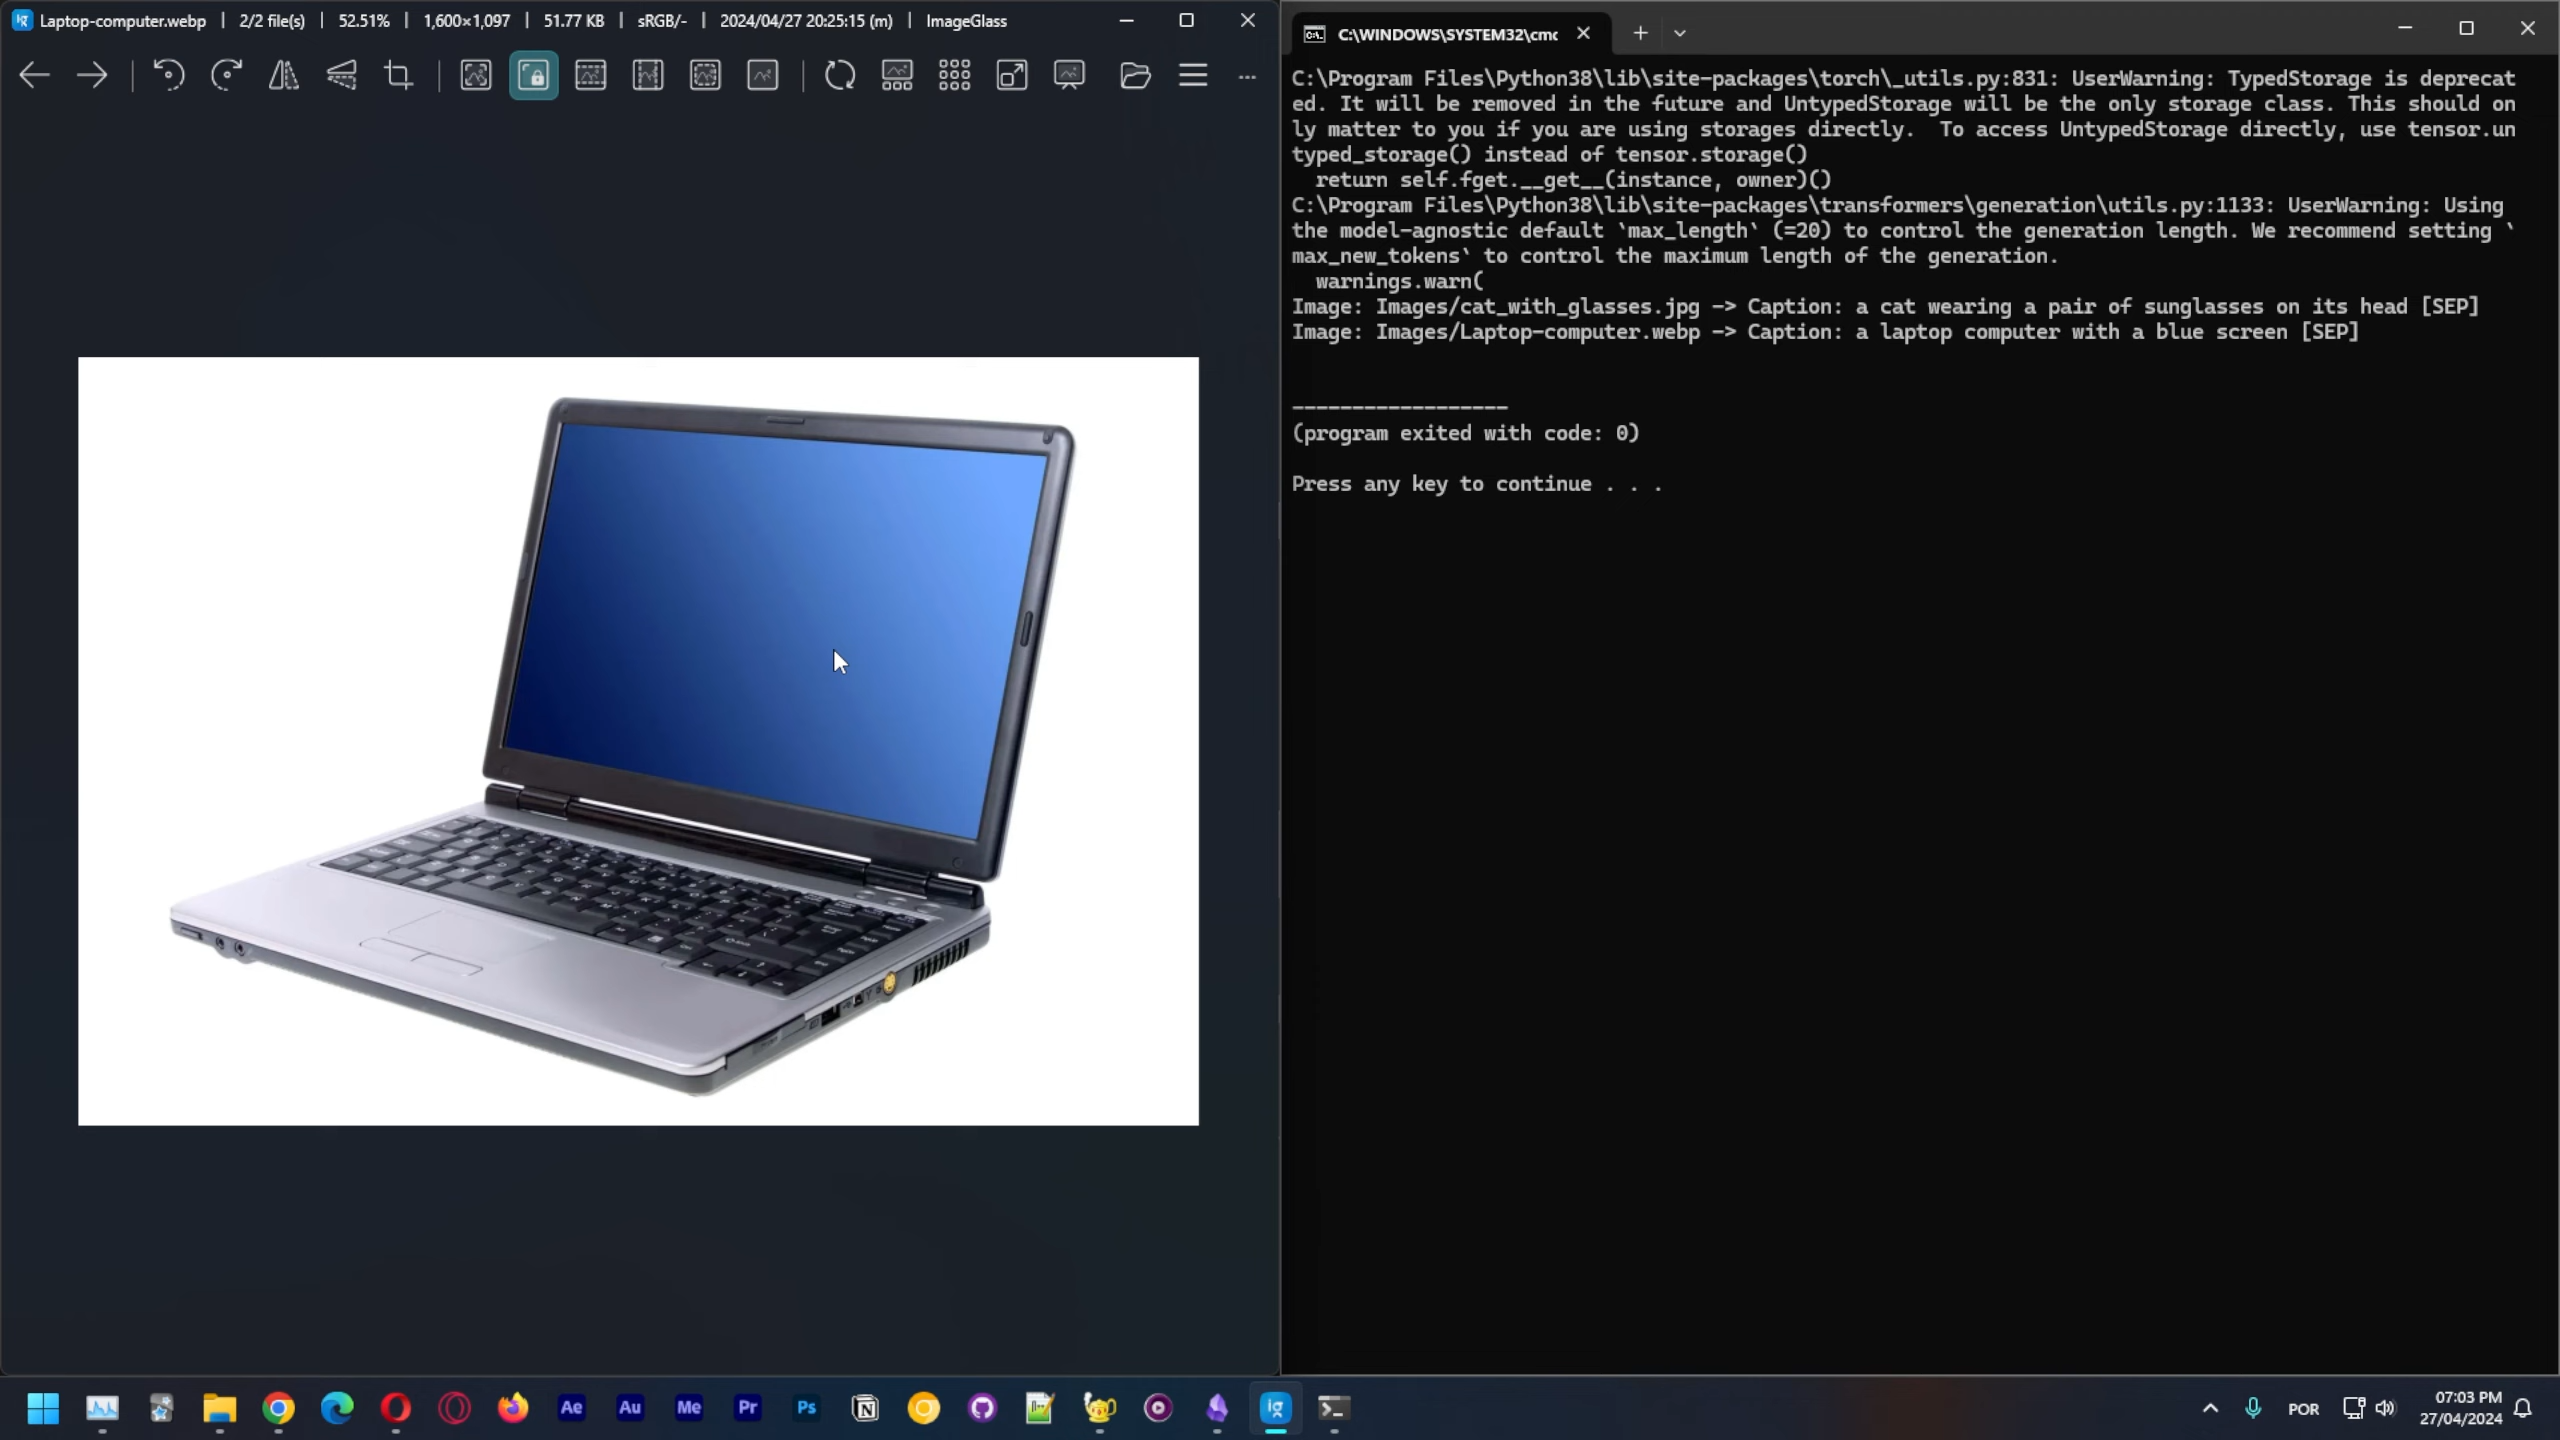 Laptop-computer.webp | 2/2 file(s) | 52.51% | 1,600×1,097 | 51.77 KB | sRGB/- | 2024/04/27 20:25:15 (m) | ImageGlass
C:\WINDOWS\SYSTEM32\cmc
C:\Program Files\Python38\lib\site-packages\torch\_utils.py:831: UserWarning: TypedStorage is deprecat
ed. It will be removed in the future and UntypedStorage will be the only storage class. This should on
ly matter to you if you are using storages directly.  To access UntypedStorage directly, use tensor.un
typed_storage() instead of tensor.storage()
  return self.fget.__get__(instance, owner)()
C:\Program Files\Python38\lib\site-packages\transformers\generation\utils.py:1133: UserWarning: Using
the model-agnostic default `max_length` (=20) to control the generation length. We recommend setting `
max_new_tokens` to control the maximum length of the generation.
  warnings.warn(
Image: Images/cat_with_glasses.jpg -> Caption: a cat wearing a pair of sunglasses on its head [SEP]
Image: Images/Laptop-computer.webp -> Caption: a laptop computer with a blue screen [SEP]
------------------
(program exited with code: 0)
Press any key to continue . . .
Ae Au Me Pr Ps
POR
07:03 PM
27/04/2024